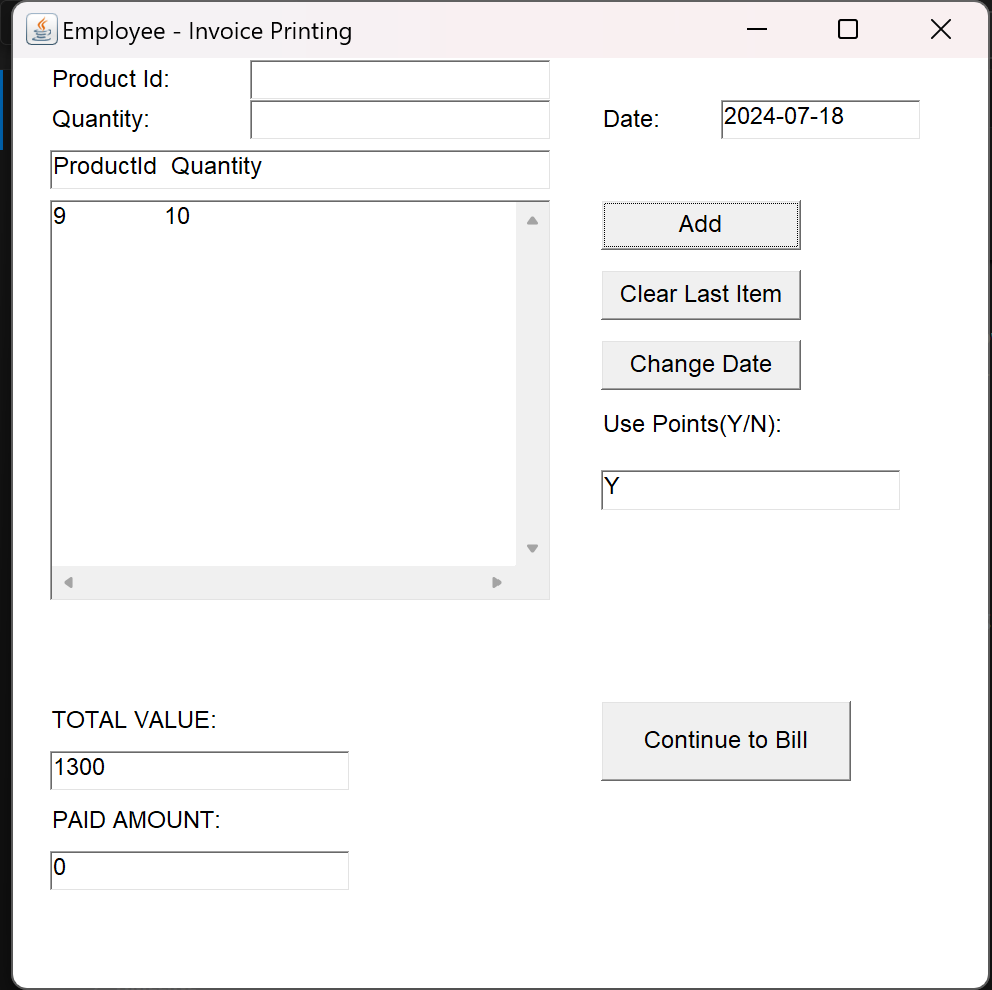 Employee - Invoice Printing
Product Id:
Quantity:
Date: 2024-07-18
ProductId Quantity
9 10
Add
Clear Last Item
Change Date
Use Points(Y/N):
Y
TOTAL VALUE:
1300
Continue to Bill
PAID AMOUNT:
0